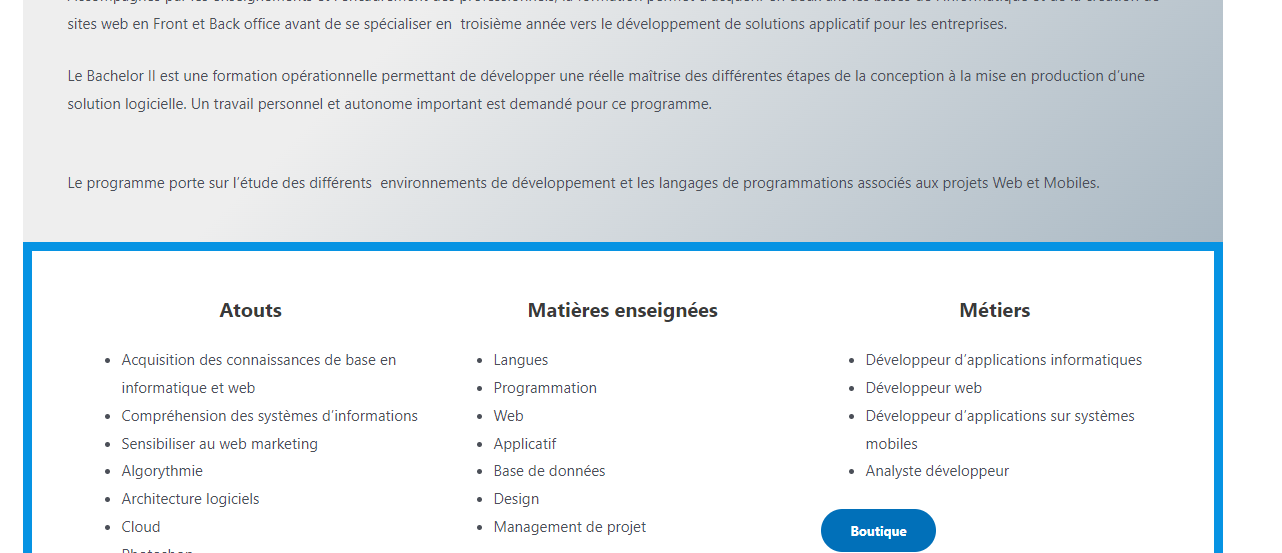 sites web en Front et Back office avant de se spécialiser en  troisième année vers le développement de solutions applicatif pour les entreprises.
Le Bachelor II est une formation opérationnelle permettant de développer une réelle maîtrise des différentes étapes de la conception à la mise en production d’une
solution logicielle. Un travail personnel et autonome important est demandé pour ce programme.
Le programme porte sur l’étude des différents  environnements de développement et les langages de programmations associés aux projets Web et Mobiles.
Atouts
• Acquisition des connaissances de base en
informatique et web
• Compréhension des systèmes d’informations
• Sensibiliser au web marketing
• Algorythmie
• Architecture logiciels
• Cloud
Matières enseignées
• Langues
• Programmation
• Web
• Applicatif
• Base de données
• Design
• Management de projet
Métiers
• Développeur d’applications informatiques
• Développeur web
• Développeur d’applications sur systèmes
mobiles
• Analyste développeur
Boutique